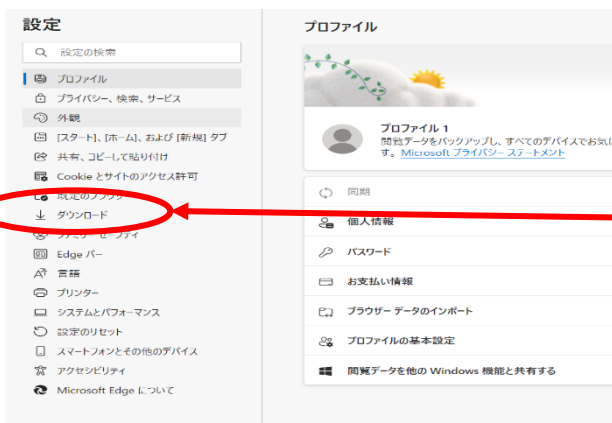 設定
設定の検索
プロファイル
プライバシー、検索、サービス
外観
[スタート]、[ホーム]、および [新規] タブ
共有、コピーして貼り付け
Cookie とサイトのアクセス許可
既定のブラウザー
ダウンロード
ファミリー セーフティ
Edge バー
言語
プリンター
システムとパフォーマンス
設定のリセット
スマートフォンとその他のデバイス
アクセシビリティ
Microsoft Edge について
プロファイル
プロファイル 1
閲覧データをバックアップし、すべてのデバイスでお気に
す。 Microsoft プライバシー ステートメント
同期
個人情報
パスワード
お支払い情報
ブラウザー データのインポート
プロファイルの基本設定
閲覧データを他の Windows 機能と共有する